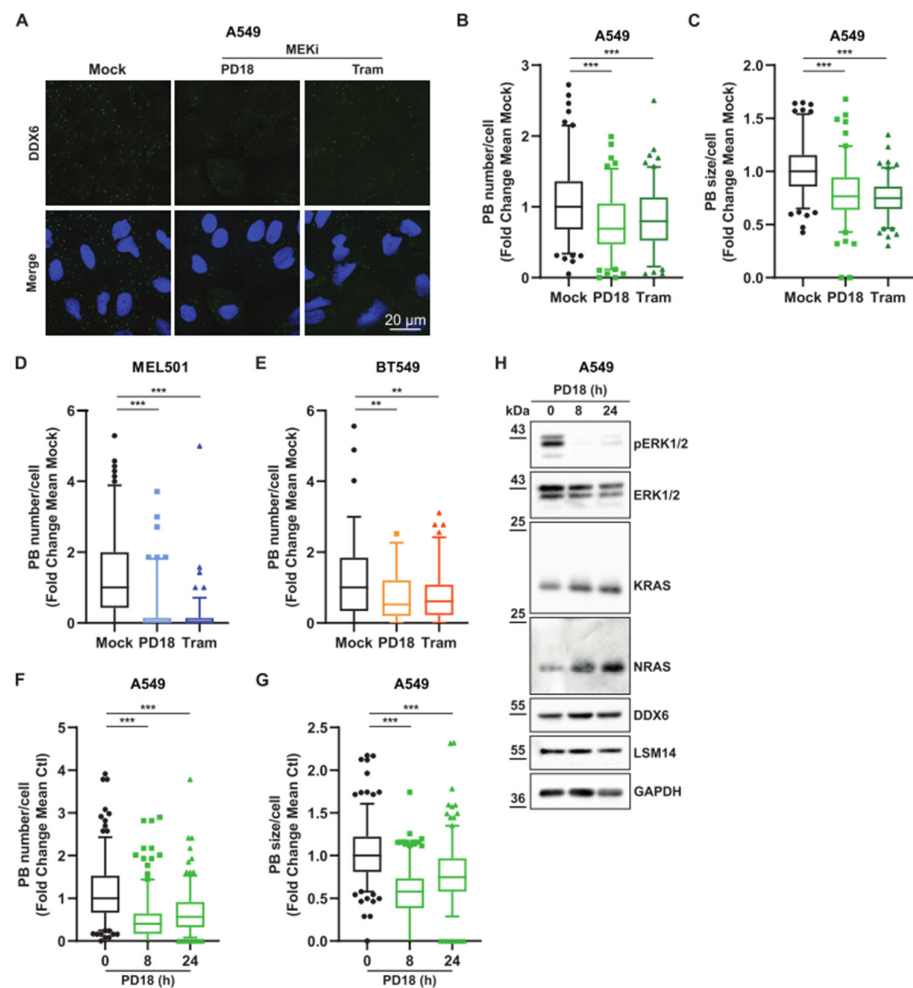 A
A549
MEKi
Mock
PD18
Tram
DDX6
Merge
20 µm
B
A549
***
***
PB number/cell
(Fold Change Mean Mock)
3
2
1
0
Mock PD18 Tram
C
A549
***
***
PB size/cell
(Fold Change Mean Mock)
2.0
1.5
1.0
0.5
0.0
Mock PD18 Tram
D
MEL501
***
***
PB number/cell
(Fold Change Mean Mock)
6
4
2
0
Mock PD18 Tram
E
BT549
**
**
PB number/cell
(Fold Change Mean Mock)
6
4
2
0
Mock PD18 Tram
F
A549
***
***
PB number/cell
(Fold Change Mean Ctl)
5
4
3
2
1
0
0 8 24
PD18 (h)
G
A549
***
***
PB size/cell
(Fold Change Mean Ctl)
2.5
2.0
1.5
1.0
0.5
0.0
0 8 24
PD18 (h)
H
A549
PD18 (h)
kDa 0 8 24
43
pERK1/2
43
ERK1/2
25
KRAS
25
NRAS
55
DDX6
55
LSM14
GAPDH
36